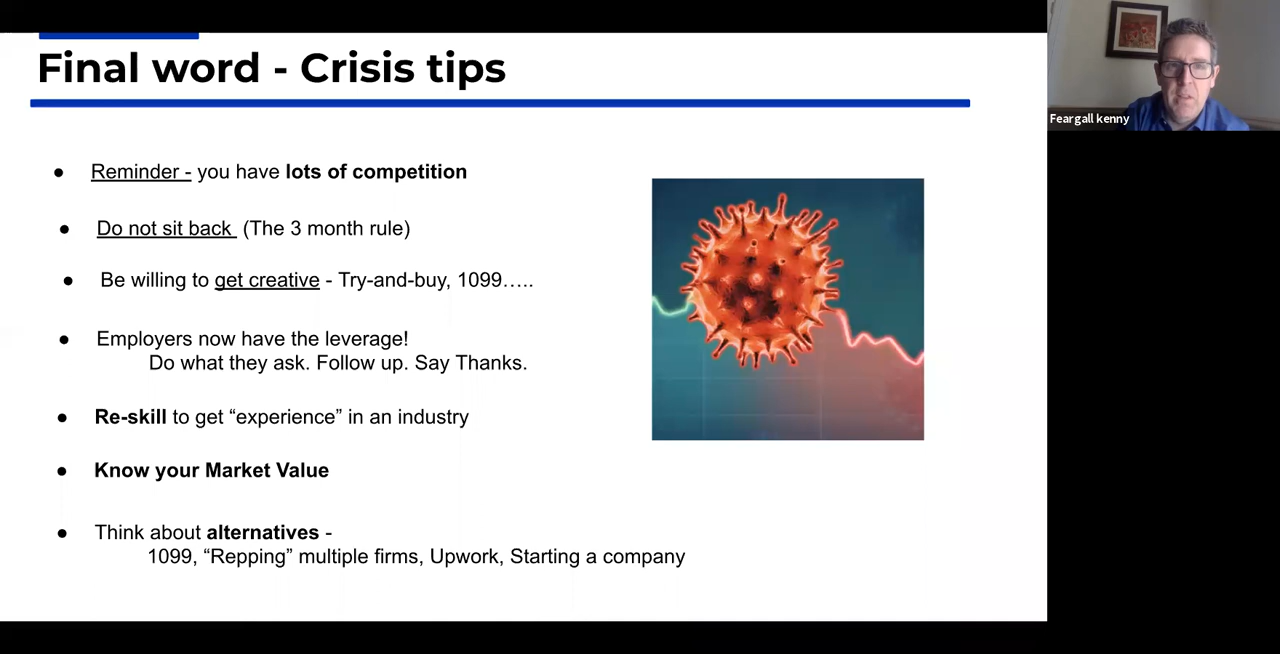 Final word - Crisis tips
Feargall kenny
● Reminder - you have lots of competition
● Do not sit back (The 3 month rule)
● Be willing to get creative - Try-and-buy, 1099…..
● Employers now have the leverage!
Do what they ask. Follow up. Say Thanks.
● Re-skill to get “experience” in an industry
● Know your Market Value
● Think about alternatives -
1099, “Repping” multiple firms, Upwork, Starting a company